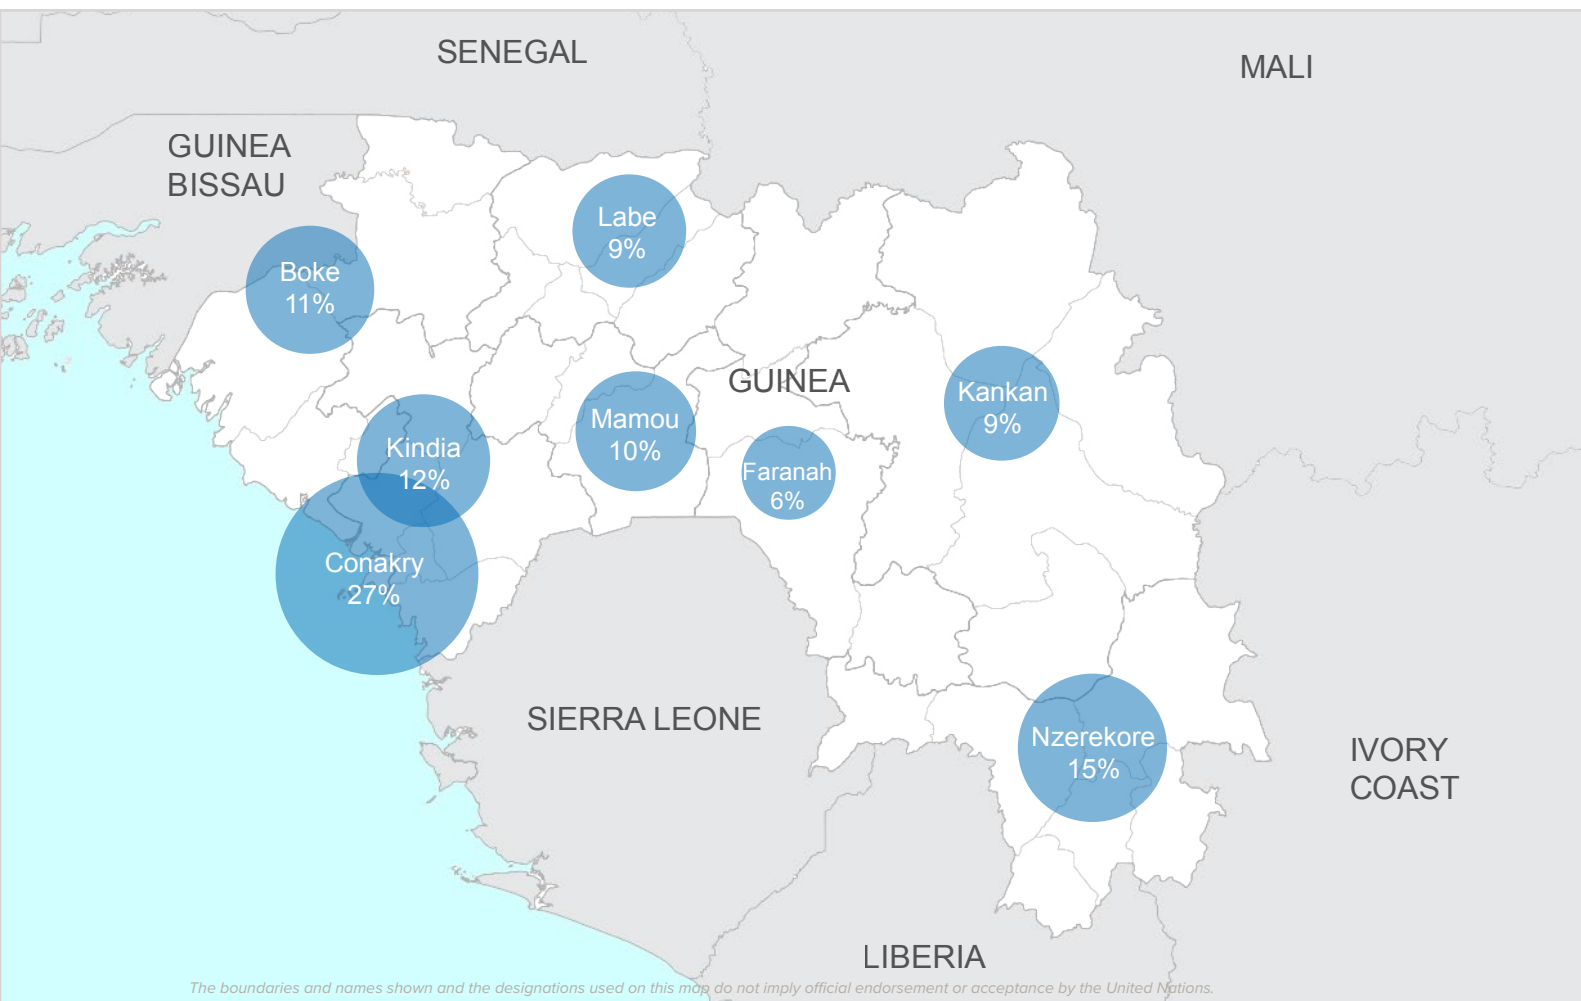 SENEGAL
MALI
GUINEA
BISSAU
Labe
9%
Boke
11%
GUINEA
Kankan
9%
Mamou
10%
Kindia
12%
Faranah
6%
Conakry
27%
SIERRA LEONE
Nzerekore
15%
IVORY
COAST
LIBERIA
The boundaries and names shown and the designations used on this map do not imply official endorsement or acceptance by the United Nations.